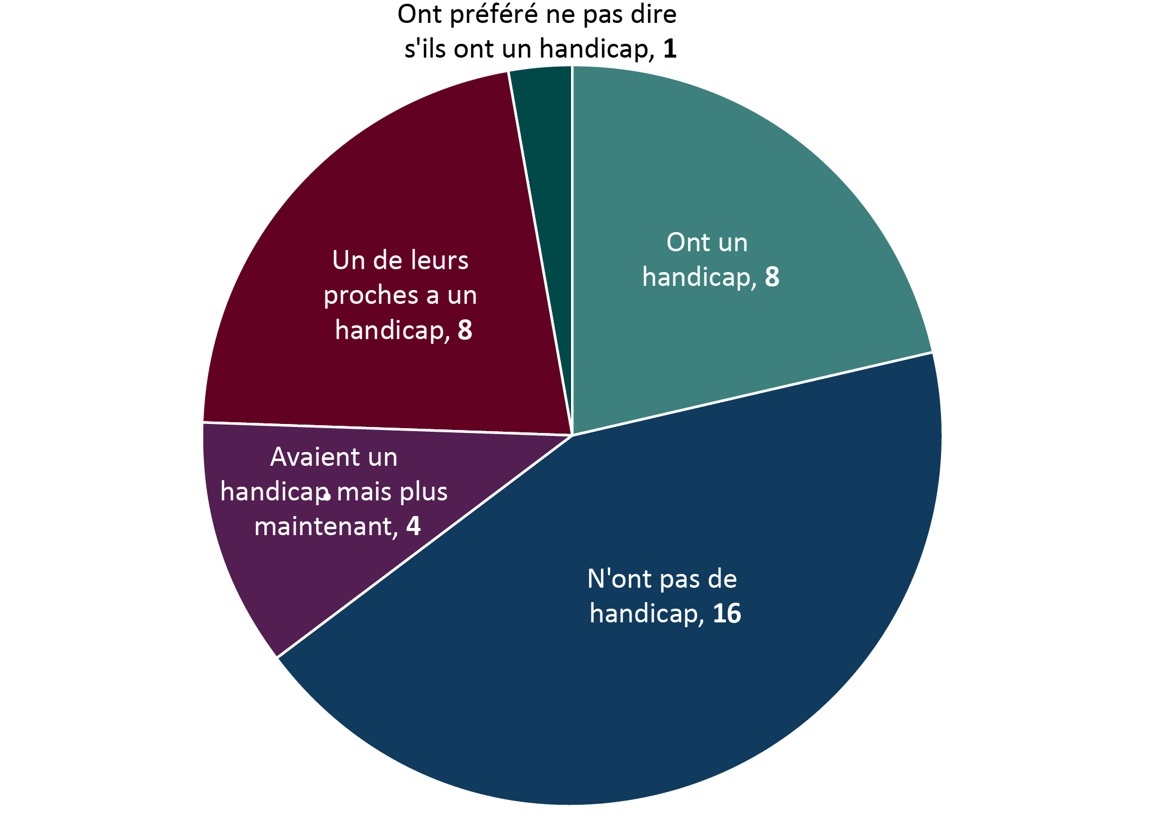 Ont préféré ne pas dire
s'ils ont un handicap, 1
Ont un
handicap, 8
Un de leurs
proches a un
handicap, 8
Avaient un
handicap mais plus
maintenant, 4
N'ont pas de
handicap, 16